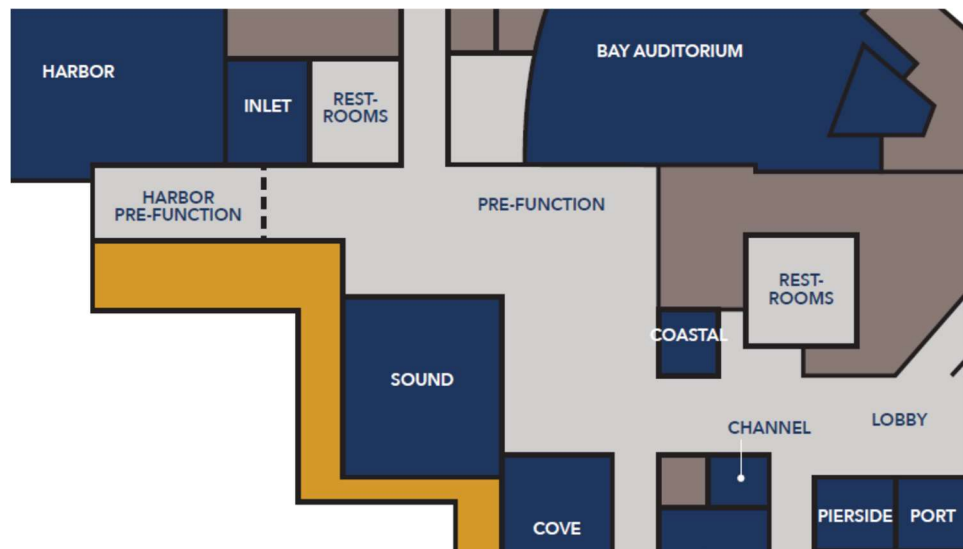 HARBOR
BAY AUDITORIUM
INLET
REST-
ROOMS
HARBOR
PRE-FUNCTION
PRE-FUNCTION
REST-
ROOMS
COASTAL
SOUND
LOBBY
CHANNEL
PIERSIDE
PORT
COVE